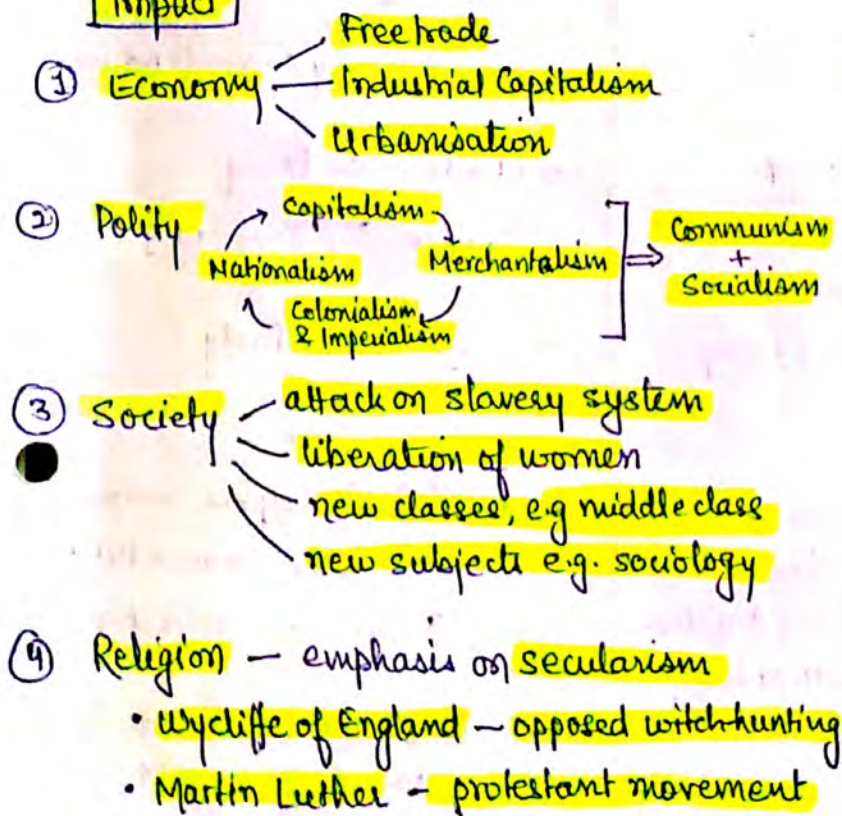 Impact
Free trade
① Economy Industrial Capitalism
Urbanisation
② Polity Capitalism
Nationalism Merchantalism ⇒ Communism + Socialism
Colonialism & Imperialism
③ Society attack on slavery system
liberation of women
new classes, e.g middle class
new subjects e.g. sociology
④ Religion – emphasis on secularism
• Wycliffe of England – opposed witch-hunting
• Martin Luther – protestant movement